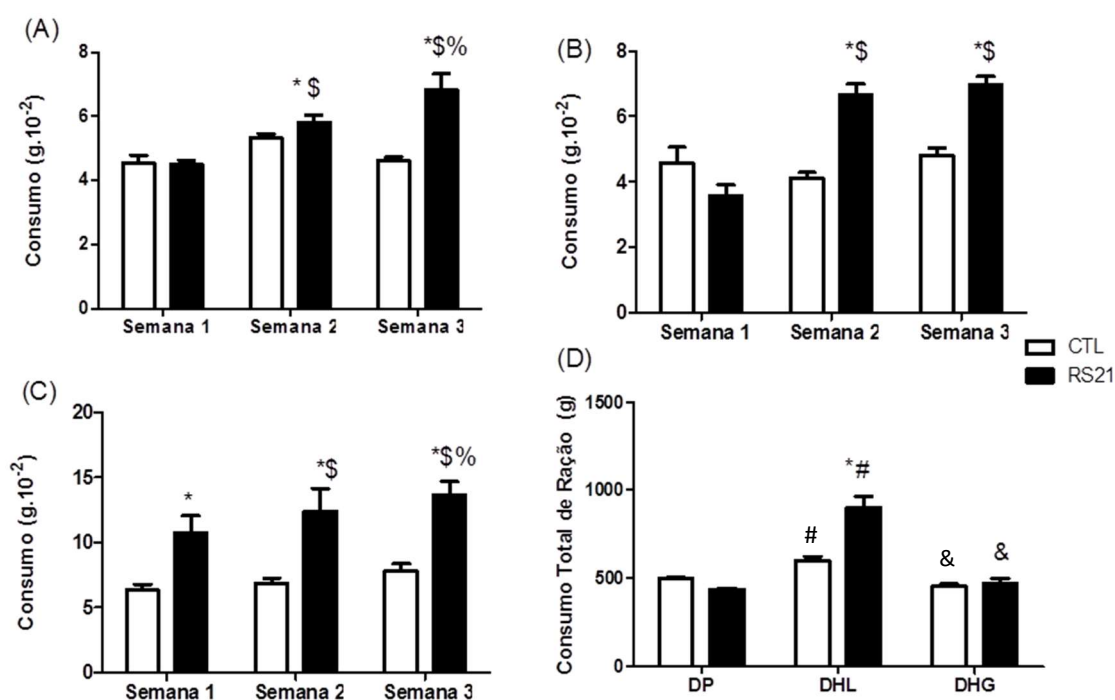 (A)
8
6
4
2
0
Consumo (g.10-2)
* $
*$%
Semana 1 Semana 2 Semana 3
(B)
8
6
4
2
0
Consumo (g.10-2)
*$
*$
Semana 1 Semana 2 Semana 3
CTL
RS21
(C)
20
15
10
5
0
Consumo (g.10-2)
*
*$
*$%
Semana 1 Semana 2 Semana 3
(D)
1500
1000
500
0
Consumo Total de Ração (g)
#
*#
&
&
DP DHL DHG